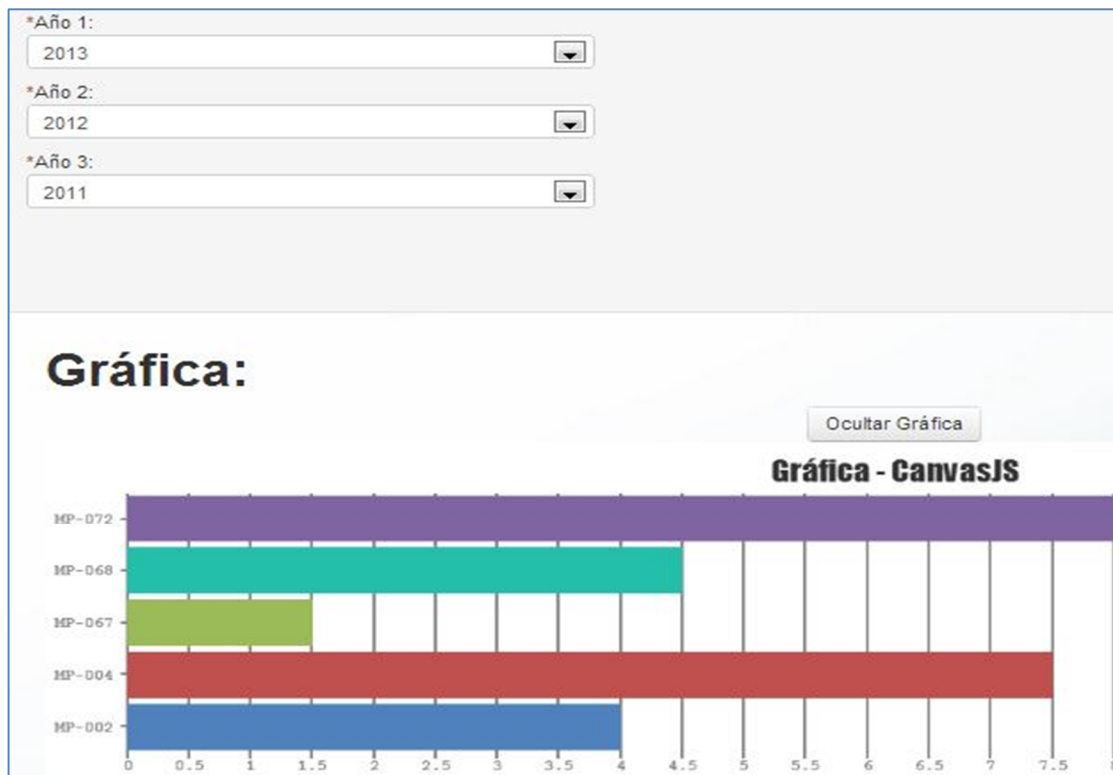 *Año 1:
2013
*Año 2:
2012
*Año 3:
2011
Gráfica:
Ocultar Gráfica
Gráfica - CanvasJS
MP-072
MP-068
MP-067
MP-004
MP-002
0 0.5 1 1.5 2 2.5 3 3.5 4 4.5 5 5.5 6 6.5 7 7.5